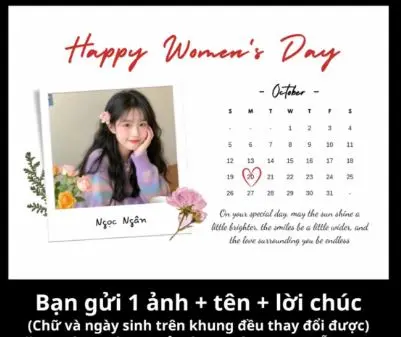 Happy Women's Day
- October -
S M T W T F S
- - - 1 2 3 4
5 6 7 8 9 10 11
12 13 14 15 16 17 18
19 20 21 22 23 24 25
26 27 28 29 30 31 -
Ngọc Ngân
On your special day, may the sun shine a
little brighter, the smiles be a little wider, and
the love surrounding you be endless
Bạn gửi 1 ảnh + tên + lời chúc
(Chữ và ngày sinh trên khung đều thay đổi được)